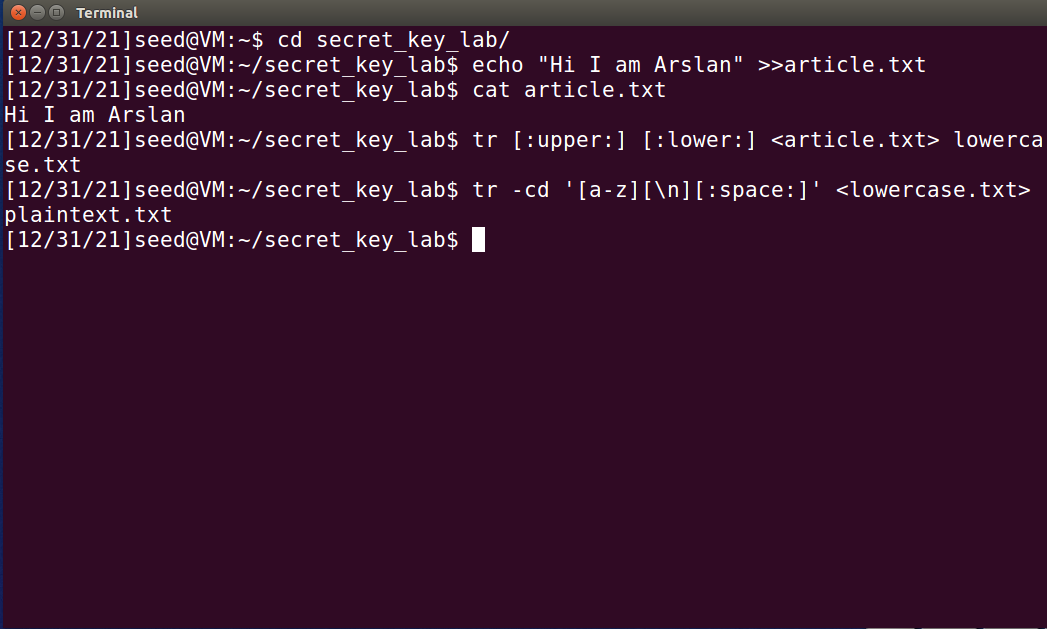 Terminal
[12/31/21]seed@VM:~$ cd secret_key_lab/
[12/31/21]seed@VM:~/secret_key_lab$ echo "Hi I am Arslan" >>article.txt
[12/31/21]seed@VM:~/secret_key_lab$ cat article.txt
Hi I am Arslan
[12/31/21]seed@VM:~/secret_key_lab$ tr [:upper:] [:lower:] <article.txt> lowerca
se.txt
[12/31/21]seed@VM:~/secret_key_lab$ tr -cd '[a-z][\n][:space:]' <lowercase.txt>
plaintext.txt
[12/31/21]seed@VM:~/secret_key_lab$